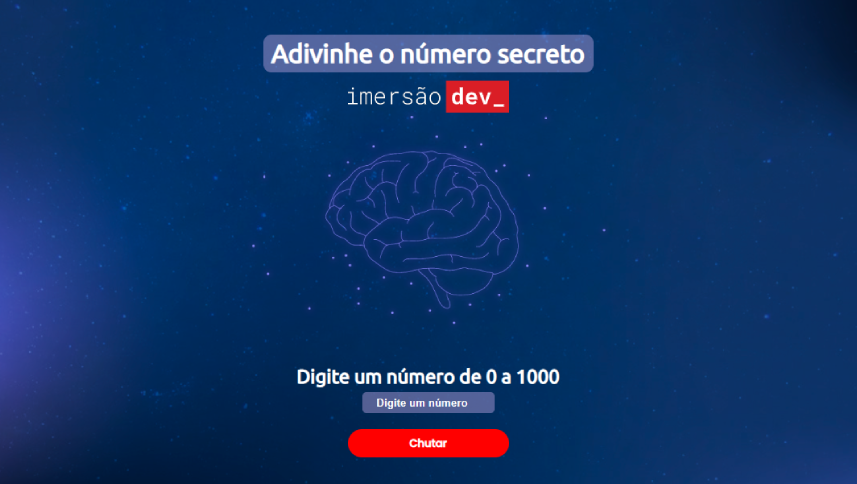 Adivinhe o número secreto
imersão dev_
Digite um número de 0 a 1000
Digite um número
Chutar